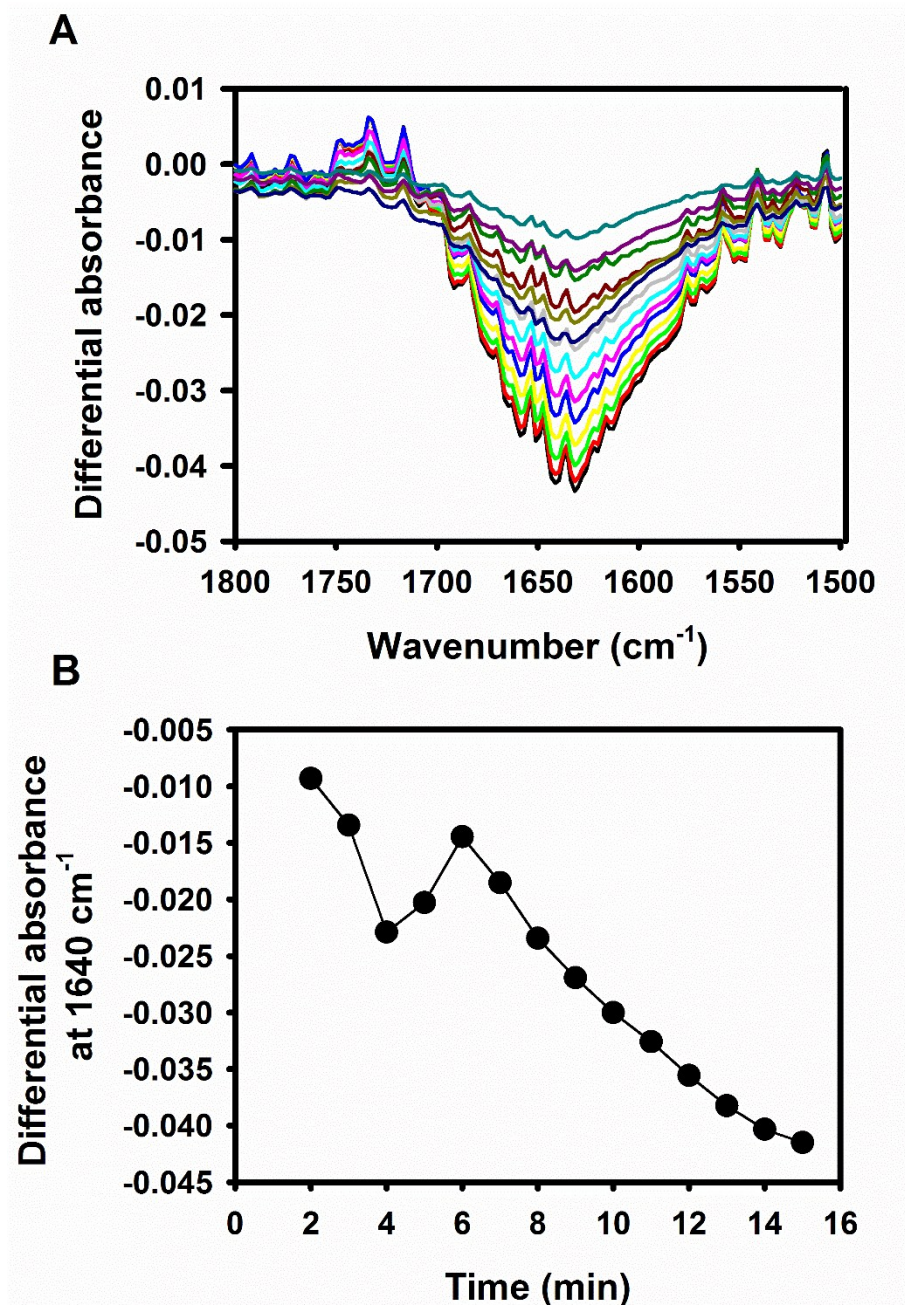 A
0.01
0.00
-0.01
-0.02
-0.03
-0.04
-0.05
Differential absorbance
1800 1750 1700 1650 1600 1550 1500
Wavenumber (cm⁻¹)
B
-0.005
-0.010
-0.015
-0.020
-0.025
-0.030
-0.035
-0.040
-0.045
Differential absorbance
at 1640 cm⁻¹
0 2 4 6 8 10 12 14 16
Time (min)